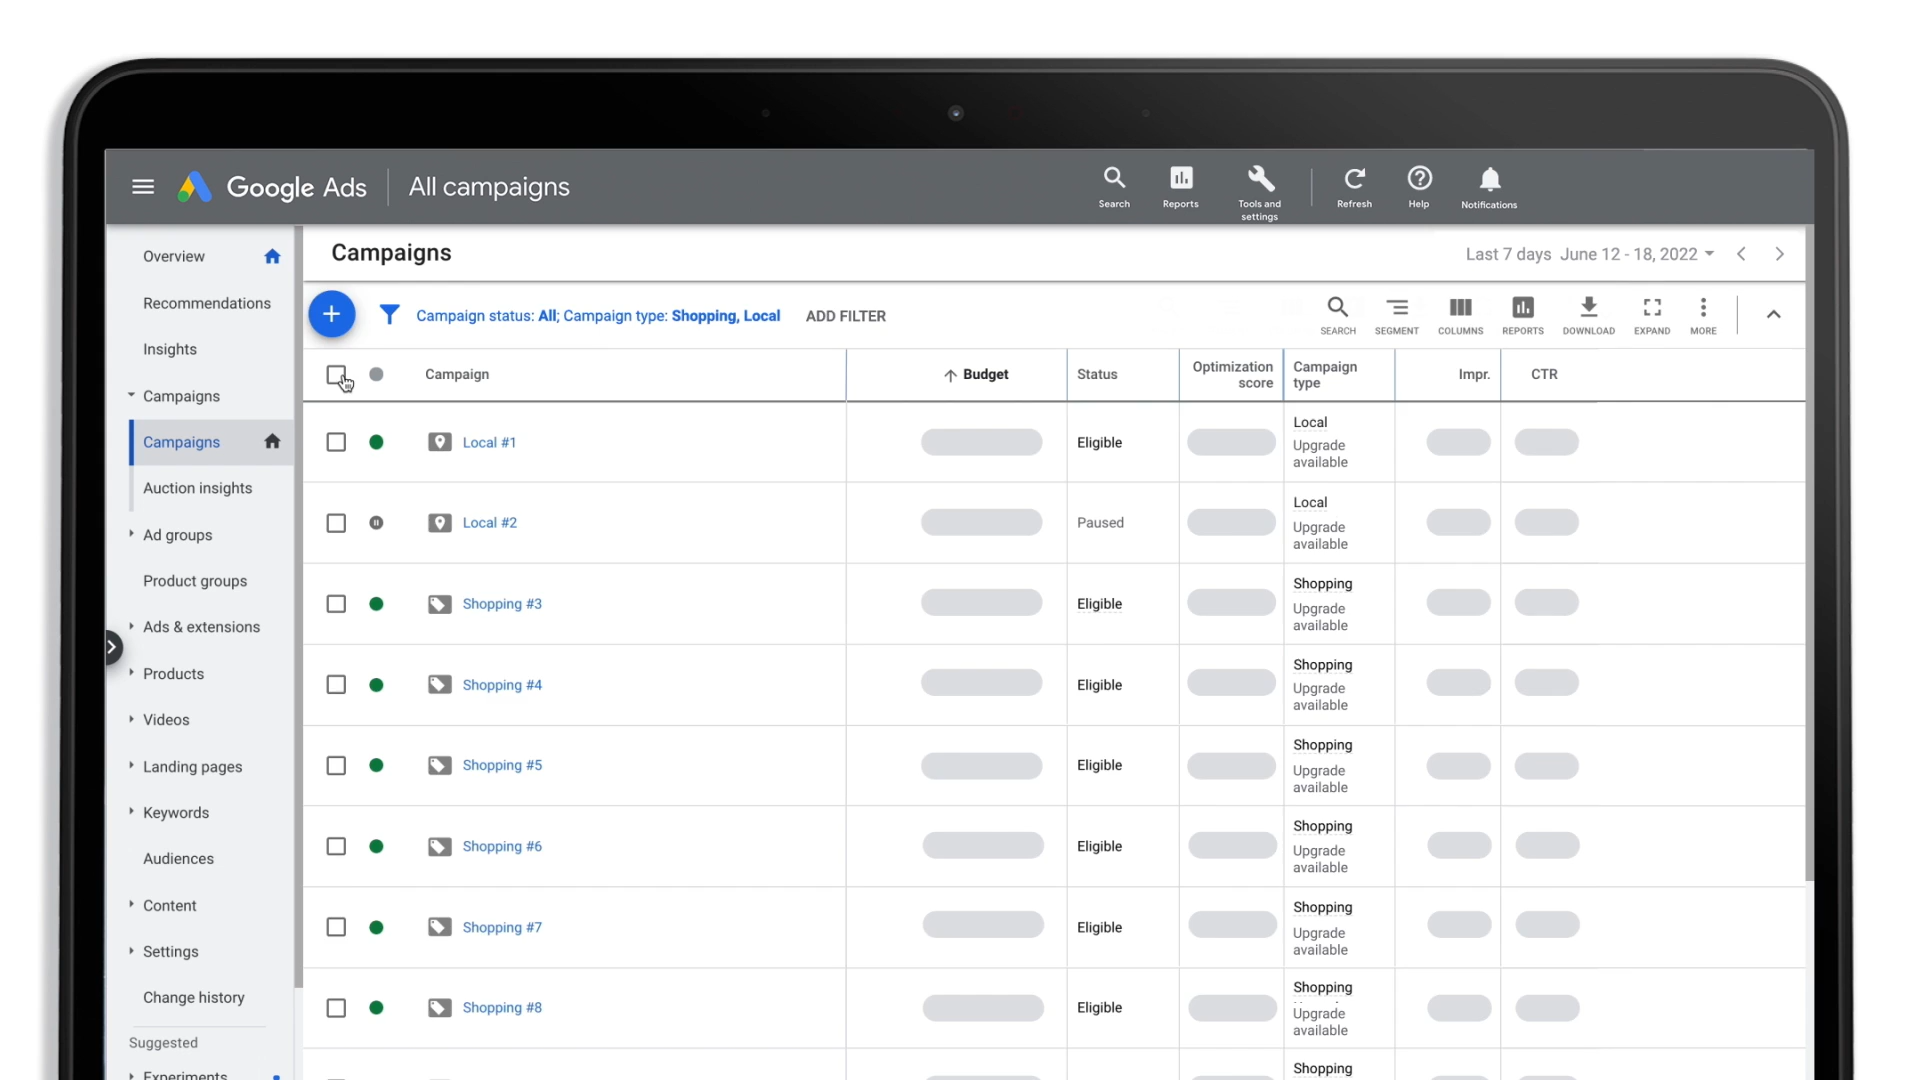 Google Ads
All campaigns
Search
Reports
Tools and
settings
Refresh
Help
Notifications
Overview
Recommendations
Insights
Campaigns
Campaigns
Auction insights
Ad groups
Product groups
Ads & extensions
Products
Videos
Landing pages
Keywords
Audiences
Content
Settings
Change history
Suggested
Experiments
Campaigns
Last 7 days June 12 - 18, 2022
Campaign status: All; Campaign type: Shopping, Local
ADD FILTER
SEARCH
SEGMENT
COLUMNS
REPORTS
DOWNLOAD
EXPAND
MORE
Campaign
Budget
Status
Optimization
score
Campaign
type
Impr.
CTR
Local #1
Eligible
Local
Upgrade
available
Local #2
Paused
Local
Upgrade
available
Shopping #3
Eligible
Shopping
Upgrade
available
Shopping #4
Eligible
Shopping
Upgrade
available
Shopping #5
Eligible
Shopping
Upgrade
available
Shopping #6
Eligible
Shopping
Upgrade
available
Shopping #7
Eligible
Shopping
Upgrade
available
Shopping #8
Eligible
Shopping
Upgrade
available
Shopping